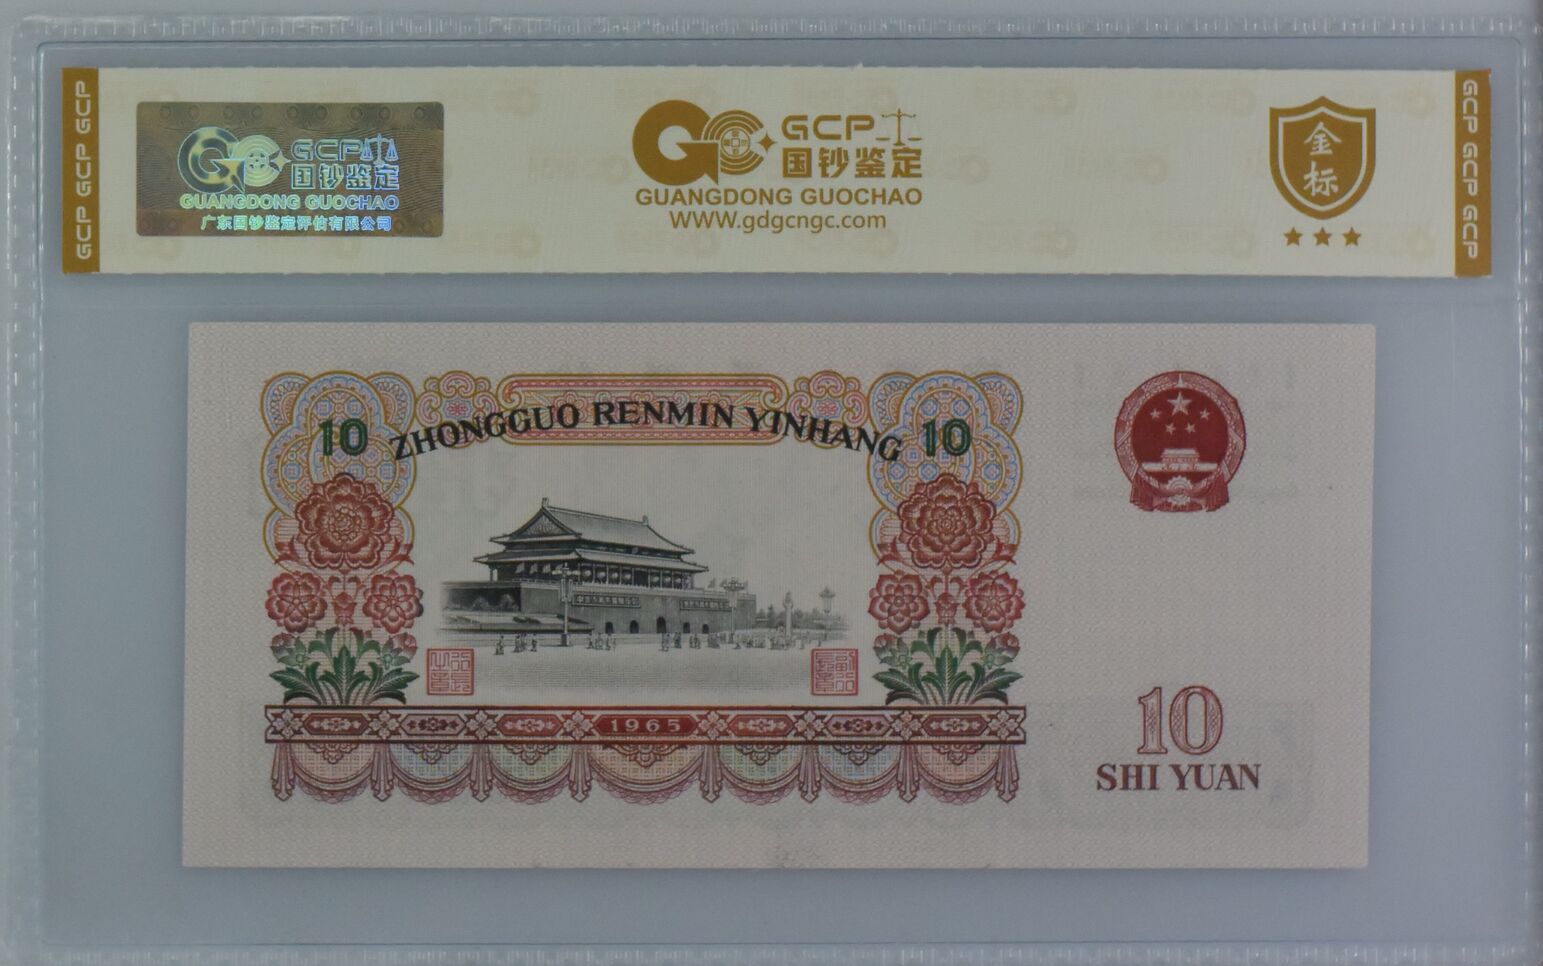 GCP GCP GCP
GCP
国钞鉴定
GUANGDONG GUOCHAO
广东国钞鉴定评估有限公司
GCP
国钞鉴定
GUANGDONG GUOCHAO
WWW.gdgcngc.com
金标
GCP GCP GCP
10 ZHONGGUO RENMIN YINHANG 10
1965
10
SHI YUAN